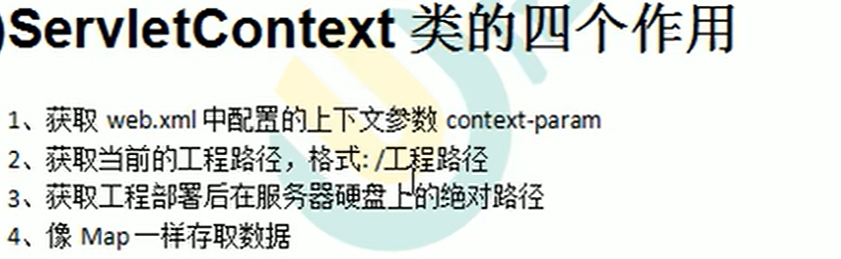 )ServletContext 类的四个作用
1、获取 web.xml 中配置的上下文参数 context-param
2、获取当前的工程路径，格式: /工程路径
3、获取工程部署后在服务器硬盘上的绝对路径
4、像 Map 一样存取数据